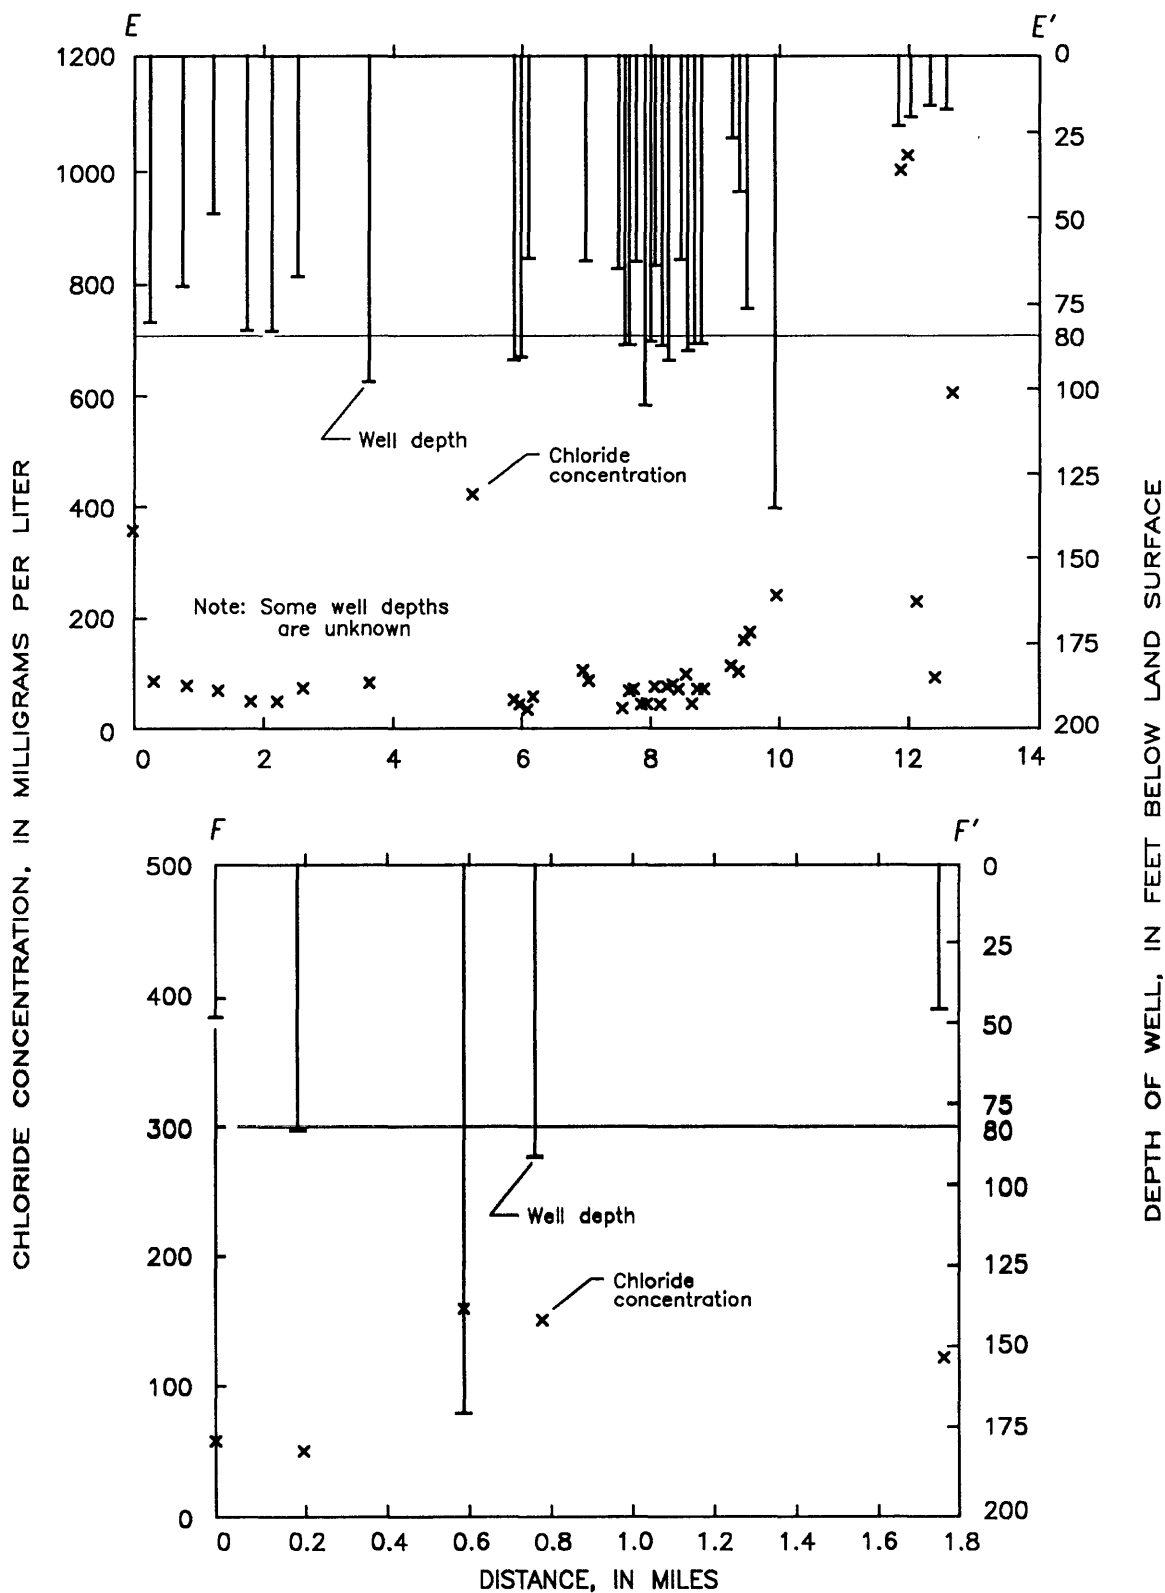 E E'
1200
1000
800
600
400
200
0
0
25
50
75
80
100
125
150
175
200
Well depth
Chloride
concentration
Note: Some well depths
are unknown
0 2 4 6 8 10 12 14
F F'
500
400
300
200
100
0
0
25
50
75
80
100
125
150
175
200
Well depth
Chloride
concentration
0 0.2 0.4 0.6 0.8 1.0 1.2 1.4 1.6 1.8
DISTANCE, IN MILES
CHLORIDE CONCENTRATION, IN MILLIGRAMS PER LITER
DEPTH OF WELL, IN FEET BELOW LAND SURFACE